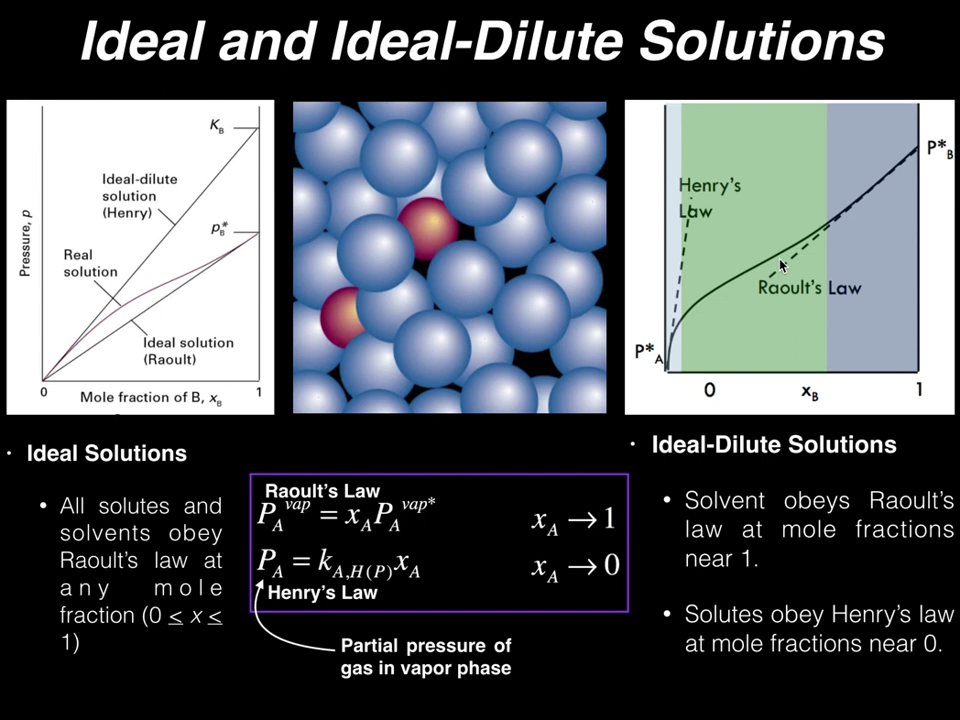 Ideal and Ideal-Dilute Solutions
K_B
Ideal-dilute
solution
(Henry)
p_B*
Real
solution
Ideal solution
(Raoult)
Pressure, p
0
1
Mole fraction of B, x_B
Henry's
Law
P*_B
Raoult's Law
P*_A
0
x_B
1
• Ideal Solutions
• All solutes and
solvents obey
Raoult's law at
any mole
fraction (0 < x <
1)
Raoult's Law
P_A^vap = x_A P_A^vap* x_A → 1
P_A = k_A,H(P) x_A x_A → 0
Henry's Law
Partial pressure of
gas in vapor phase
• Ideal-Dilute Solutions
• Solvent obeys Raoult's
law at mole fractions
near 1.
• Solutes obey Henry's law
at mole fractions near 0.